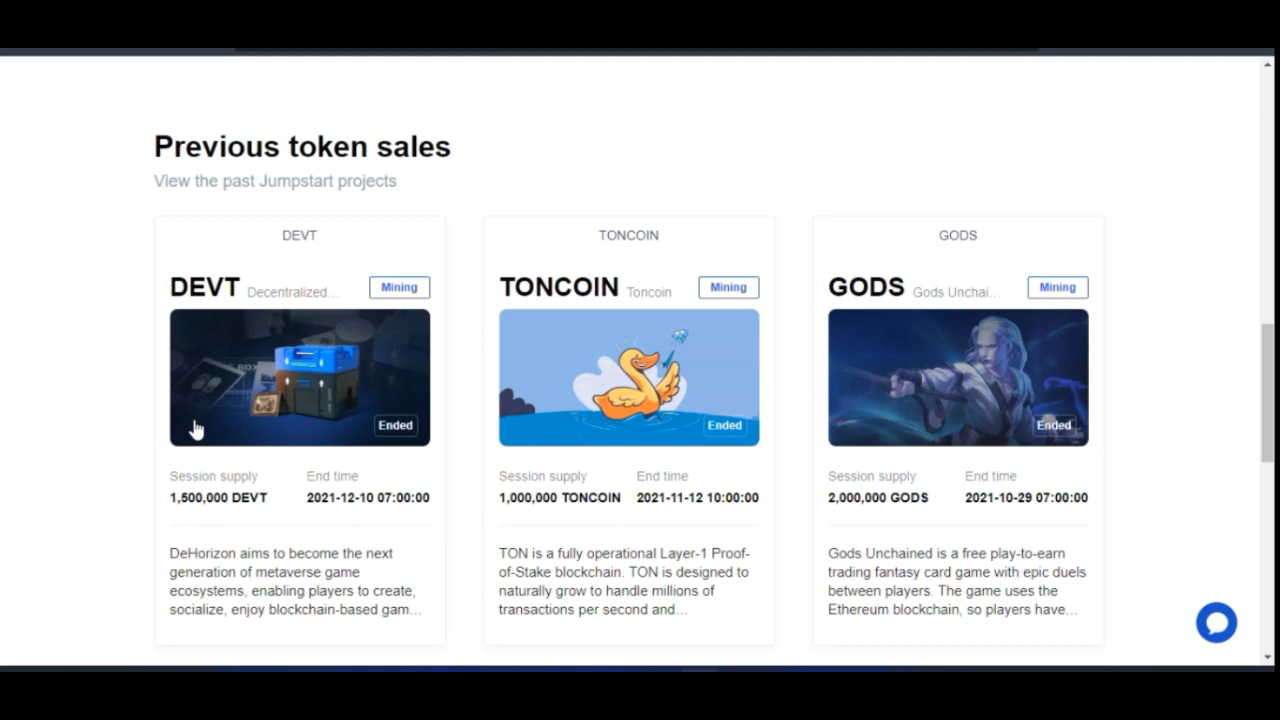 Previous token sales
View the past Jumpstart projects
DEVT
DEVT Decentralized... Mining
Ended
Session supply End time
1,500,000 DEVT 2021-12-10 07:00:00
DeHorizon aims to become the next
generation of metaverse game
ecosystems, enabling players to create,
socialize, enjoy blockchain-based gam...
TONCOIN
TONCOIN Toncoin Mining
Ended
Session supply End time
1,000,000 TONCOIN 2021-11-12 10:00:00
TON is a fully operational Layer-1 Proof-
of-Stake blockchain. TON is designed to
naturally grow to handle millions of
transactions per second and...
GODS
GODS Gods Unchai... Mining
Ended
Session supply End time
2,000,000 GODS 2021-10-29 07:00:00
Gods Unchained is a free play-to-earn
trading fantasy card game with epic duels
between players. The game uses the
Ethereum blockchain, so players have...